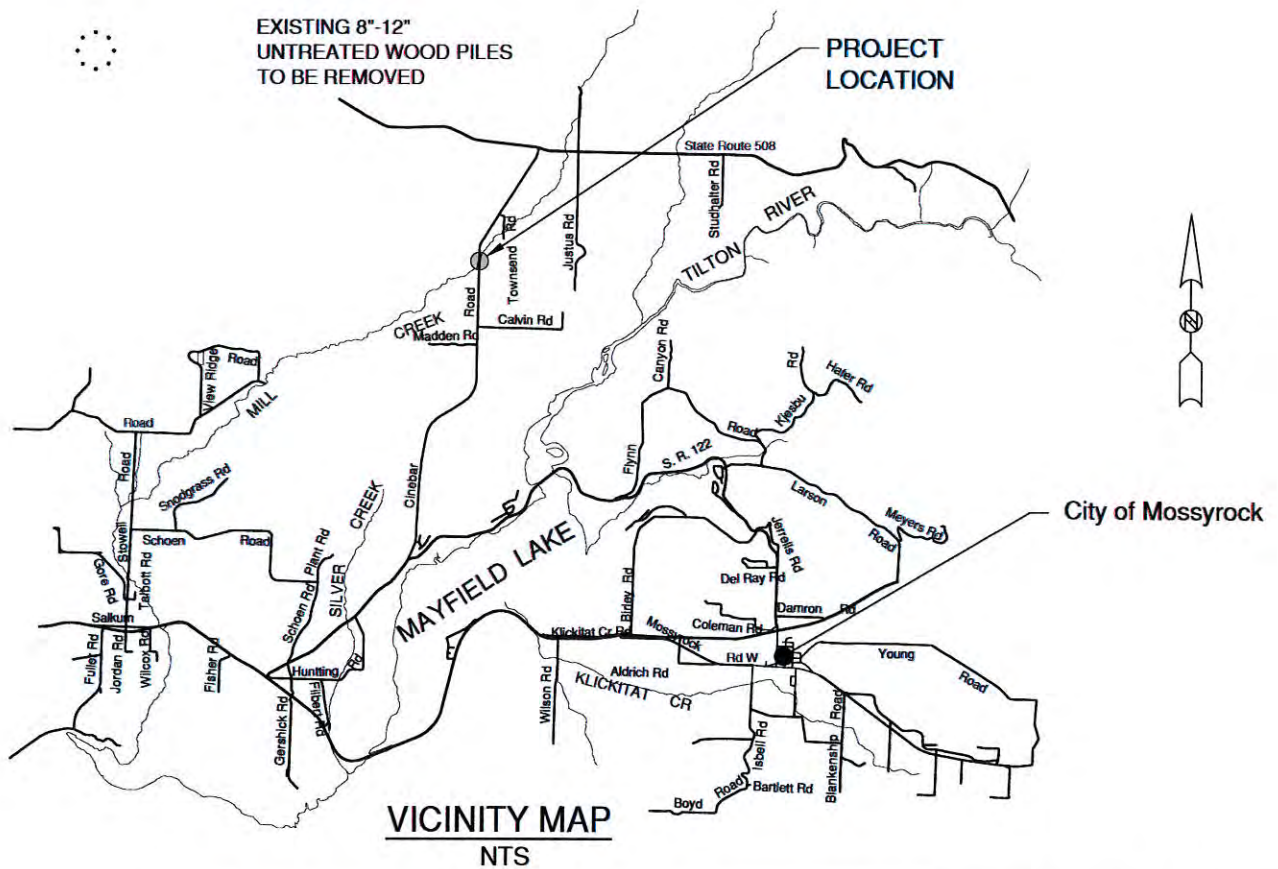 EXISTING 8"-12"
UNTREATED WOOD PILES
TO BE REMOVED
PROJECT
LOCATION
State Route 508
Studhalter Rd
TILTON RIVER
Townsend Rd
Justus Rd
Road
Calvin Rd
CREEK
Madden Rd
N
Canyon Rd
Rd
Hafer Rd
View Ridge
Road
MILL
Road
Kjesbu
Road
Flynn
S. R. 122
Road
Cinebar
Snodgrass Rd
CREEK
Larson
Meyers Rd
Stowell
Schoen
Road
Plant Rd
Road
City of Mossyrock
Jerrells Rd
MAYFIELD LAKE
Gore Rd
Talbott Rd
SILVER
Del Ray Rd
Schoen Rd
Birley Rd
Damron Rd
Salkum
Coleman Rd
Klickitat Cr Rd
Mossyrock
Rd W
Young
Road
Fuller Rd
Jordan Rd
Wilcox Rd
Fisher Rd
Huntting
Rd
Aldrich Rd
KLICKITAT CR
Filbert Rd
Gershick Rd
Wilson Rd
Isbell Rd
Road
Blankenship
Road
Bartlett Rd
Boyd
VICINITY MAP
NTS